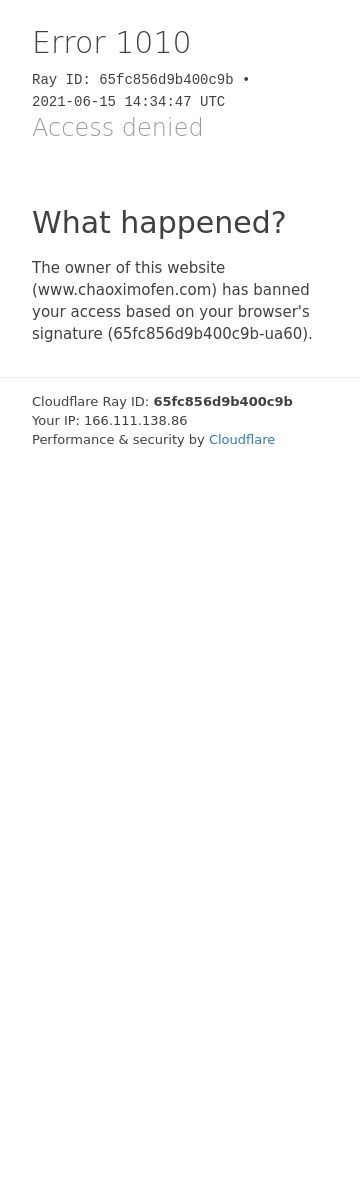 Error 1010
Ray ID: 65fc856d9b400c9b •
2021-06-15 14:34:47 UTC
Access denied
What happened?
The owner of this website
(www.chaoximofen.com) has banned
your access based on your browser's
signature (65fc856d9b400c9b-ua60).
Cloudflare Ray ID: 65fc856d9b400c9b
Your IP: 166.111.138.86
Performance & security by Cloudflare